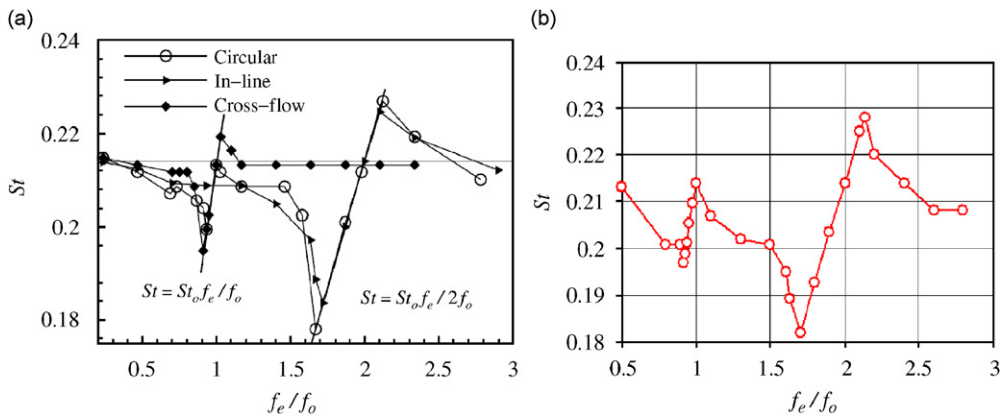 (a)
0.24
0.22
0.2
0.18
St
Circular
In-line
Cross-flow
St = St_o f_e / f_o
St = St_o f_e / 2f_o
0.5 1 1.5 2 2.5 3
f_e / f_o
(b)
0.24
0.23
0.22
0.21
0.20
0.19
0.18
St
0.5 1 1.5 2 2.5 3
f_e / f_o